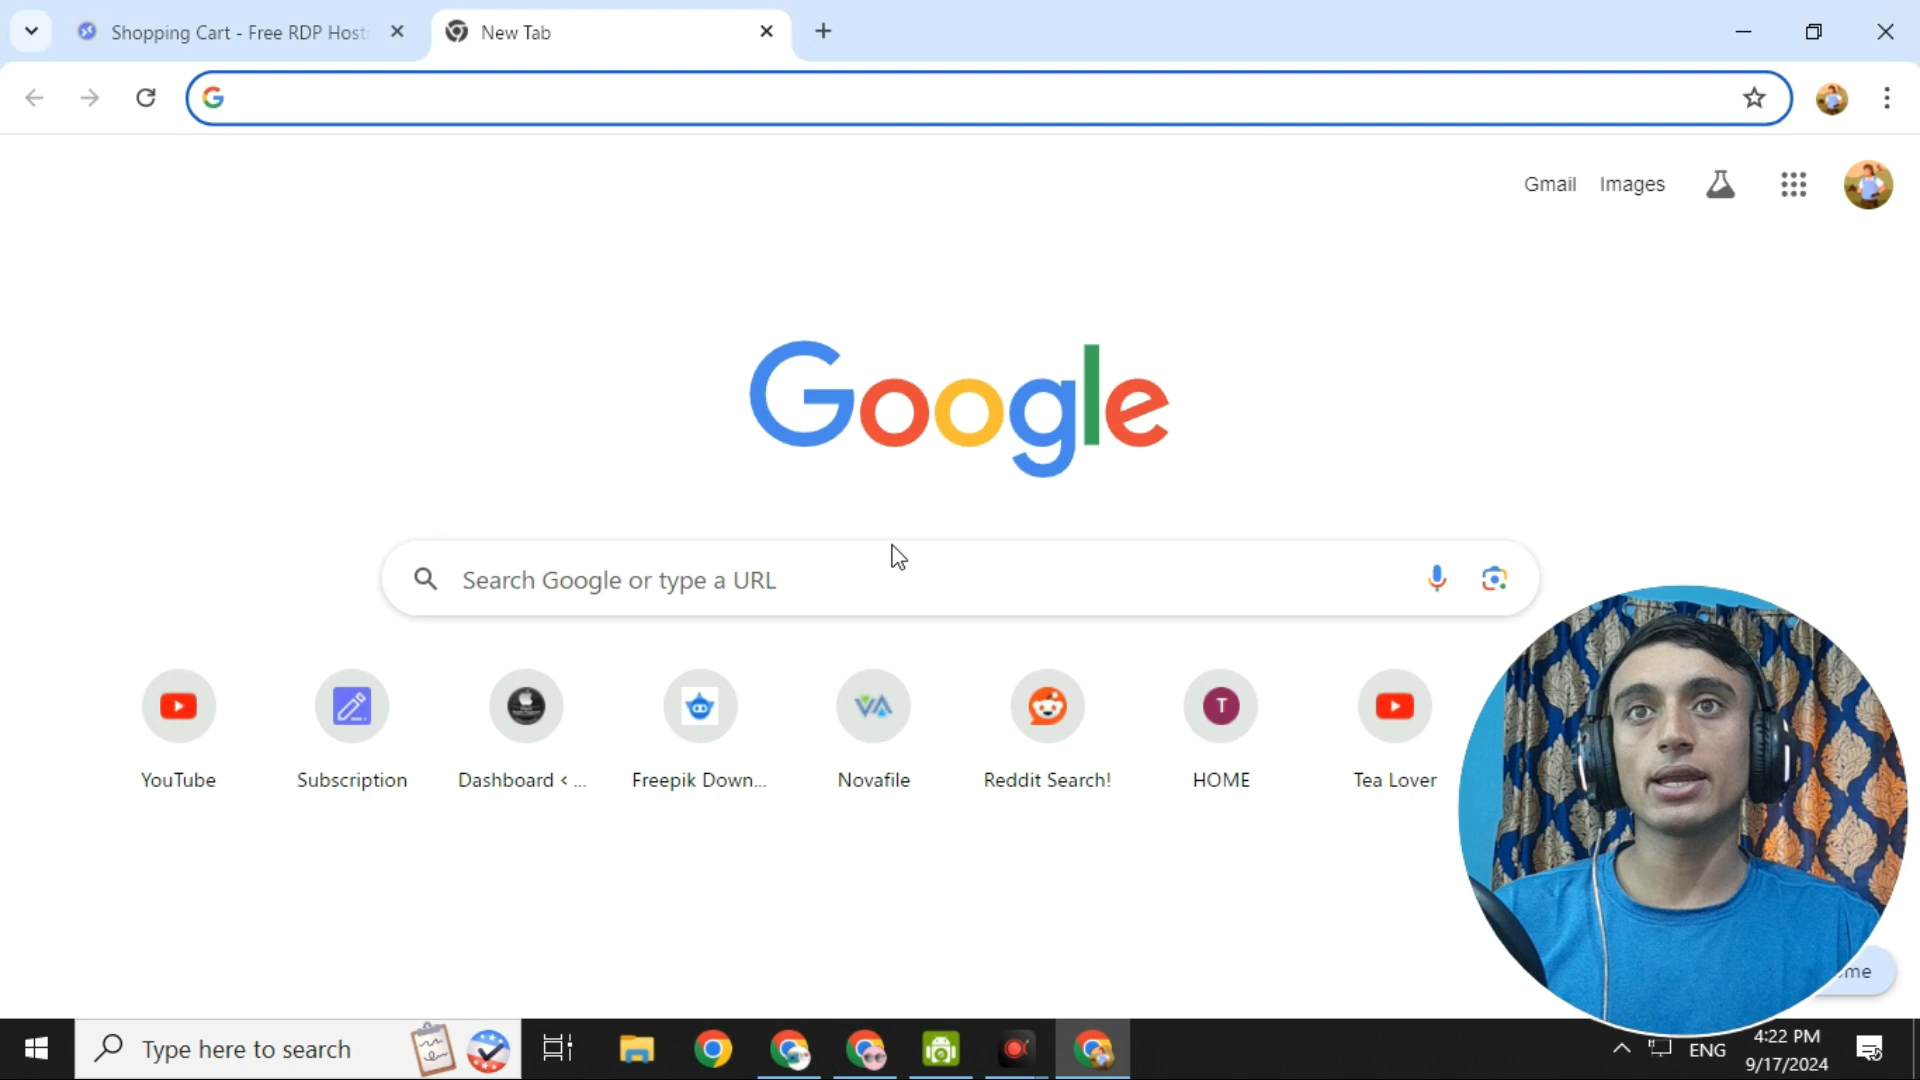 Shopping Cart - Free RDP Host
New Tab
Gmail
Images
Google
Search Google or type a URL
YouTube
Subscription
Dashboard < ...
Freepik Down...
Novafile
Reddit Search!
T
HOME
Tea Lover
Type here to search
ENG
4:22 PM
9/17/2024